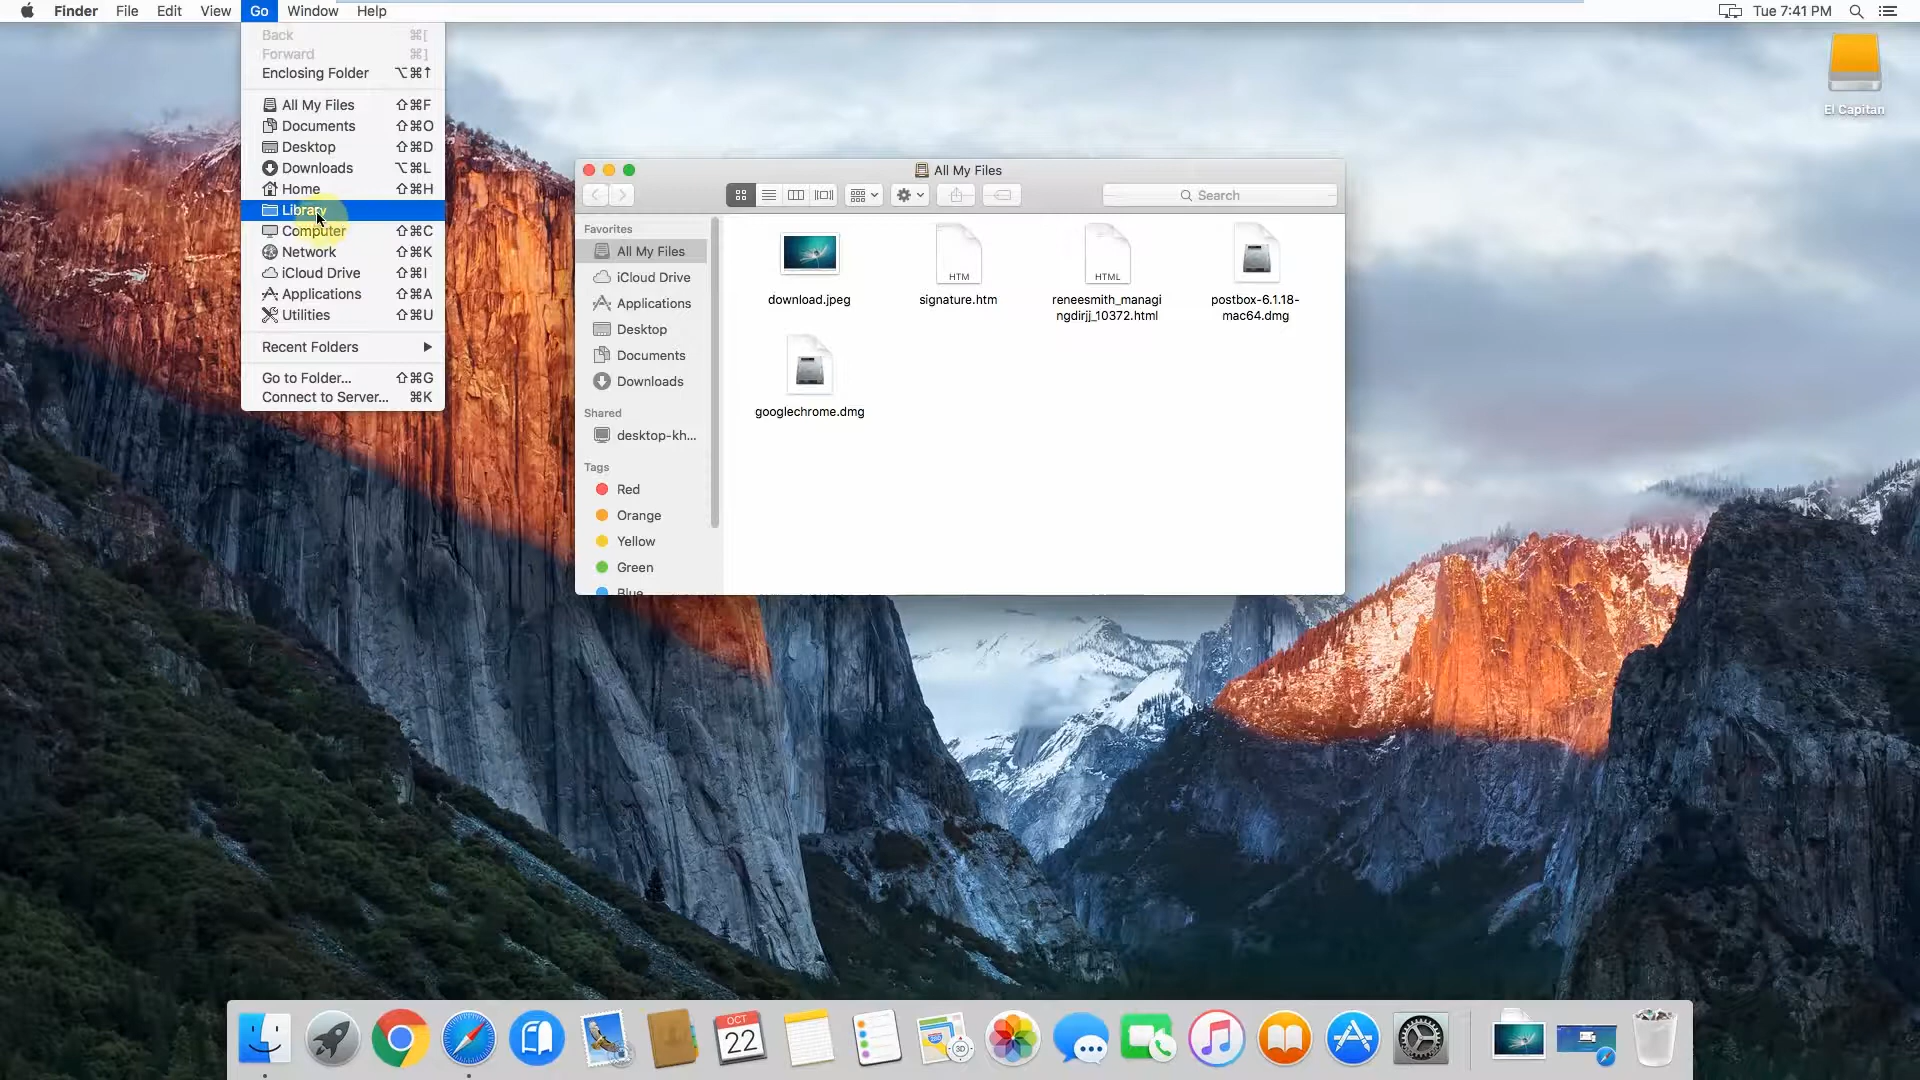 Finder File Edit View Go Window Help
Tue 7:41 PM
Back ⌘[
Forward ⌘]
Enclosing Folder ⌥⌘↑
All My Files ⇧⌘F
Documents ⇧⌘O
Desktop ⇧⌘D
Downloads ⌥⌘L
Home ⇧⌘H
Library
Computer ⇧⌘C
Network ⇧⌘K
iCloud Drive ⇧⌘I
Applications ⇧⌘A
Utilities ⇧⌘U
Recent Folders
Go to Folder... ⇧⌘G
Connect to Server... ⌘K
El Capitan
All My Files
Search
Favorites
All My Files
iCloud Drive
Applications
Desktop
Documents
Downloads
Shared
desktop-kh...
Tags
Red
Orange
Yellow
Green
Blue
download.jpeg
HTM
signature.htm
HTML
reneesmith_managi
ngdirjj_10372.html
postbox-6.1.18-
mac64.dmg
googlechrome.dmg
OCT
22
3D